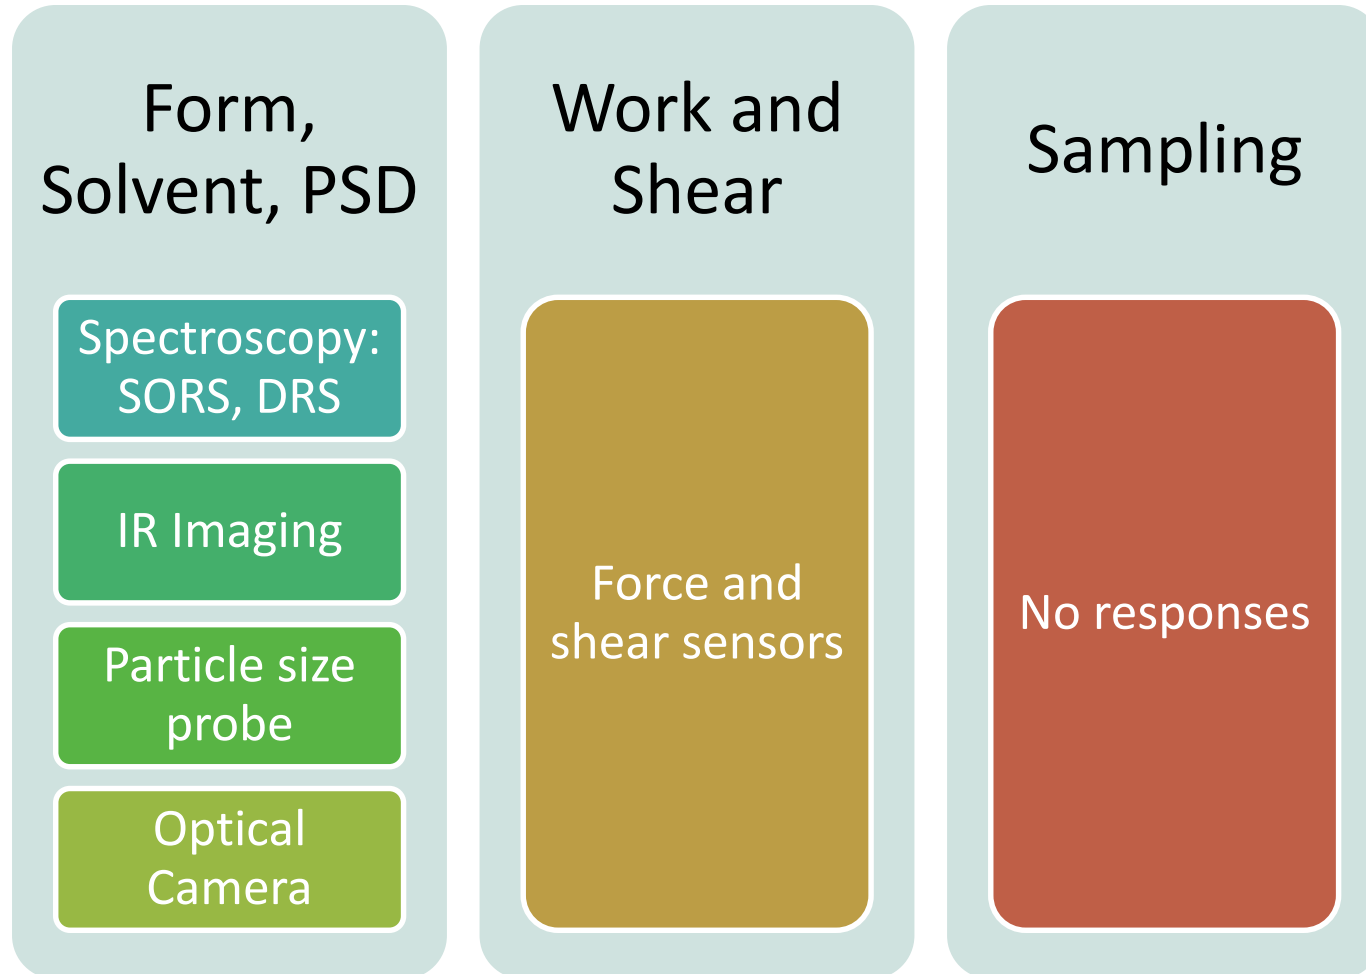 Form,
Solvent, PSD
Spectroscopy:
SORS, DRS
IR Imaging
Particle size
probe
Optical
Camera
Work and
Shear
Force and
shear sensors
Sampling
No responses